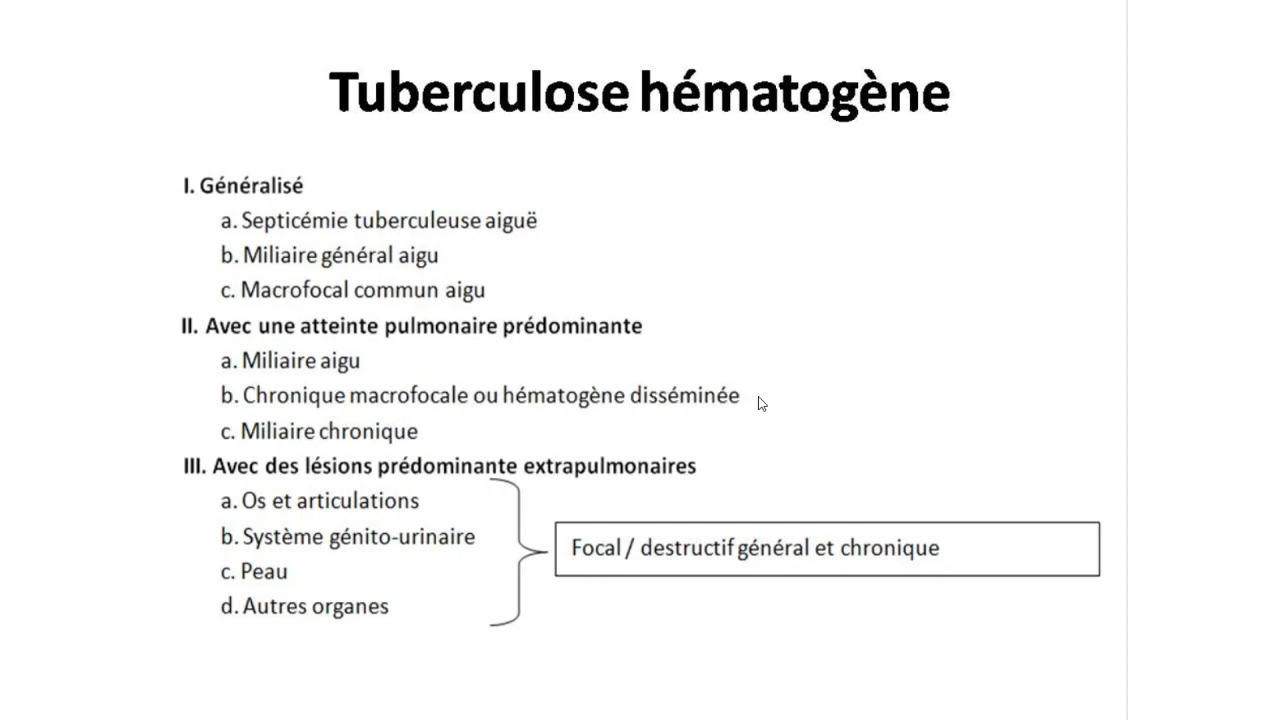 Tuberculose hématogène
I. Généralisé
a. Septicémie tuberculeuse aiguë
b. Miliaire général aigu
c. Macrofocal commun aigu
II. Avec une atteinte pulmonaire prédominante
a. Miliaire aigu
b. Chronique macrofocale ou hématogène disséminée
c. Miliaire chronique
III. Avec des lésions prédominante extrapulmonaires
a. Os et articulations
b. Système génito-urinaire
c. Peau
d. Autres organes
Focal / destructif général et chronique